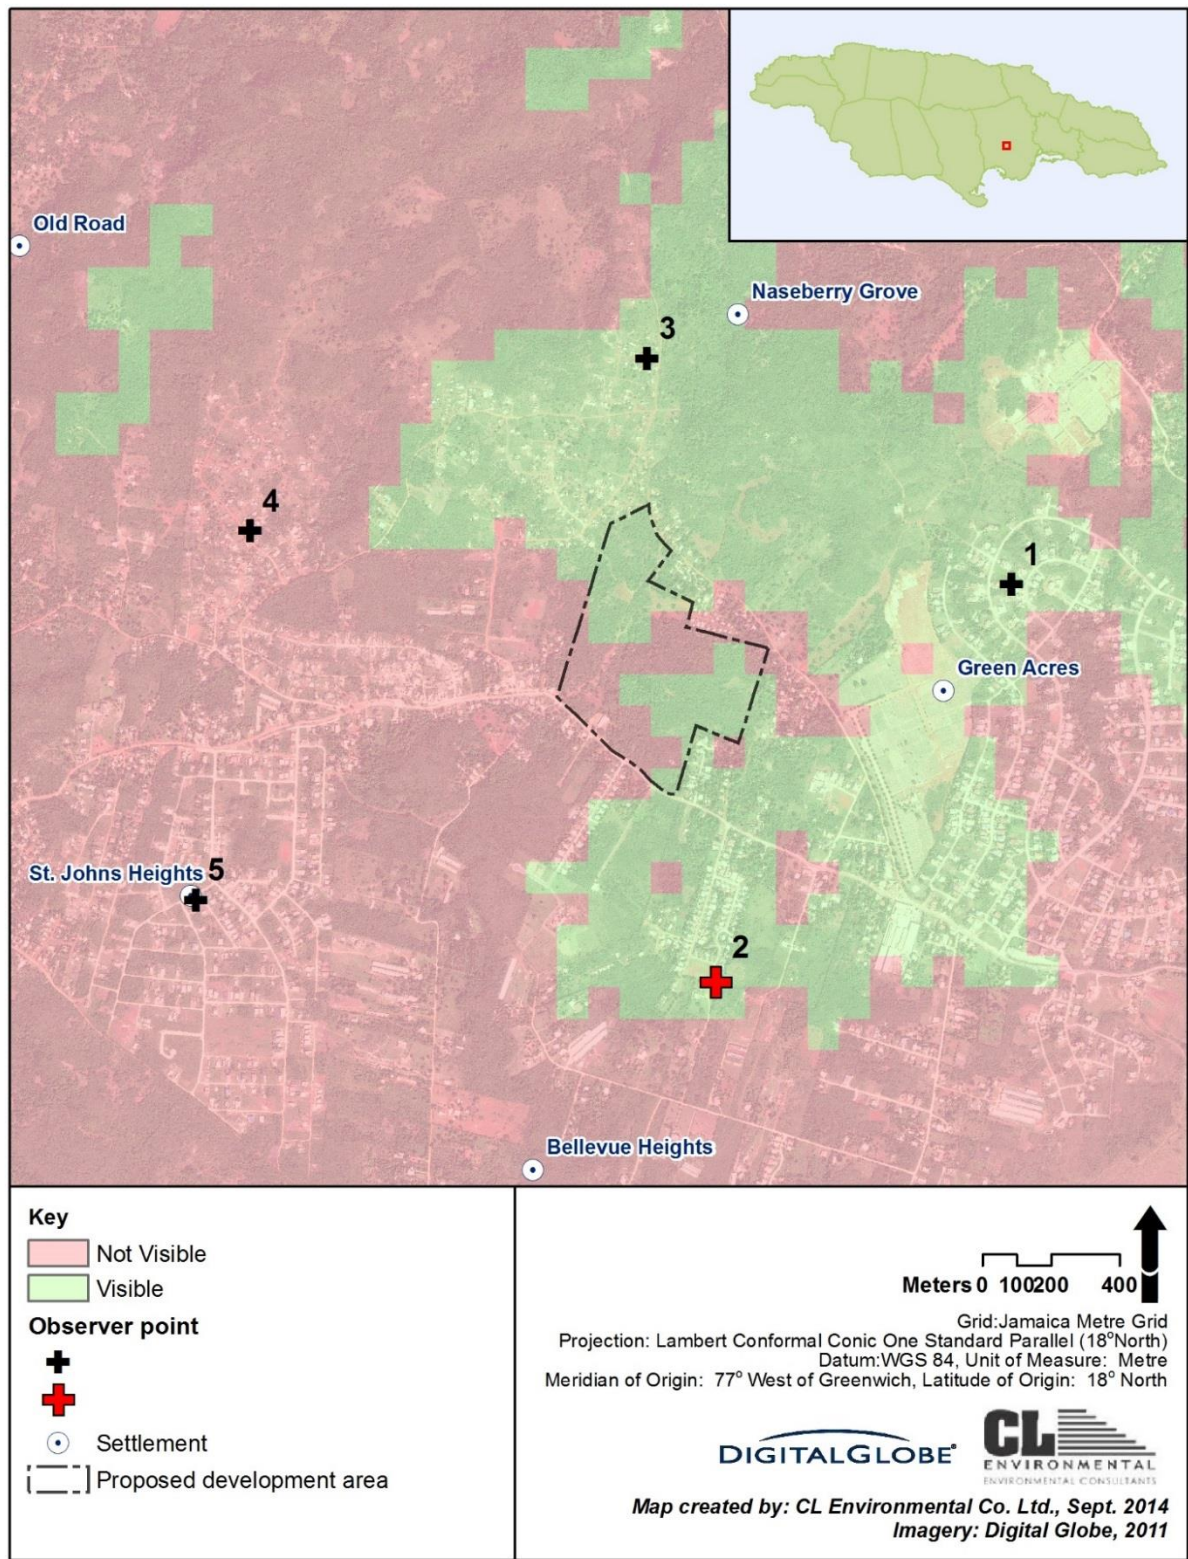 Old Road
Naseberry Grove
3
4
1
Green Acres
St. Johns Heights 5
2
Bellevue Heights
Key
Not Visible
Visible
Observer point
Settlement
Proposed development area
Meters 0 100200 400
Grid:Jamaica Metre Grid
Projection: Lambert Conformal Conic One Standard Parallel (18°North)
Datum:WGS 84, Unit of Measure: Metre
Meridian of Origin: 77° West of Greenwich, Latitude of Origin: 18° North
DIGITALGLOBE®
CL
ENVIRONMENTAL
ENVIRONMENTAL CONSULTANTS
Map created by: CL Environmental Co. Ltd., Sept. 2014
Imagery: Digital Globe, 2011